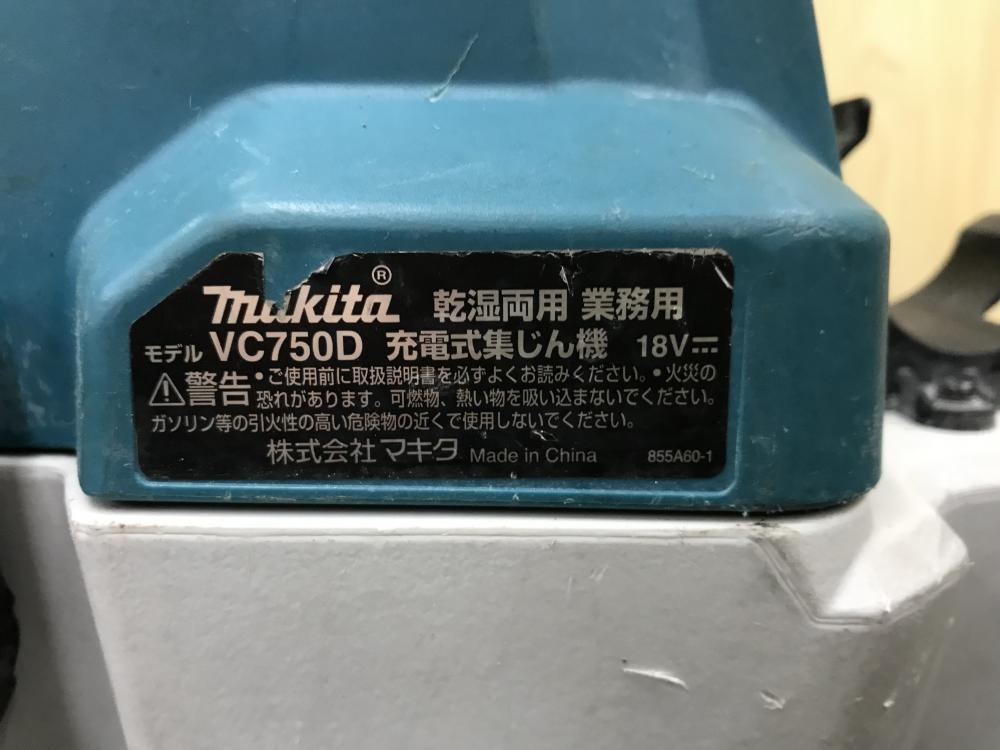 makita® 乾湿両用 業務用
モデル VC750D 充電式集じん機 18V⎓
⚠警告 •ご使用前に取扱説明書を必ずよくお読みください。•火災の
恐れがあります。可燃物、熱い物を吸い込まないでください。
ガソリン等の引火性の高い危険物の近くで使用しないでください。
株式会社マキタ Made in China 855A60-1